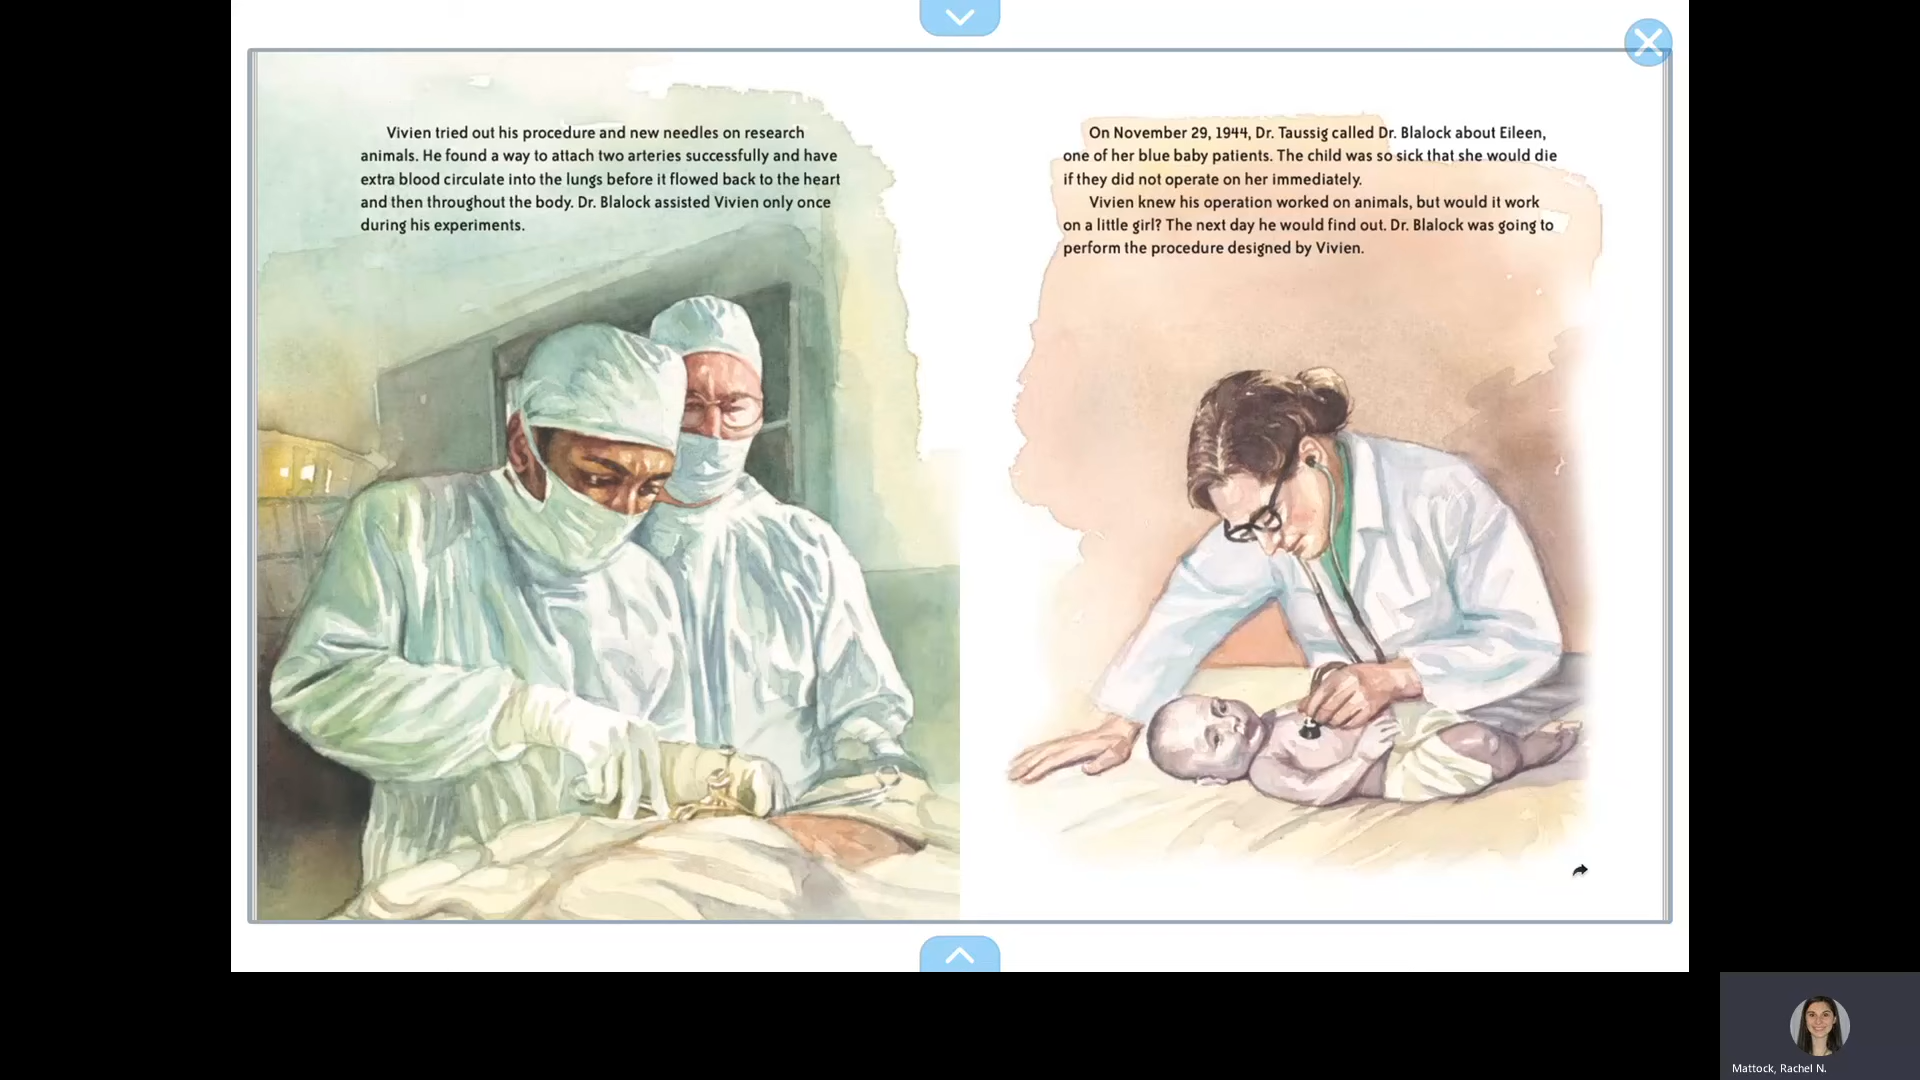 Vivien tried out his procedure and new needles on research
animals. He found a way to attach two arteries successfully and have
extra blood circulate into the lungs before it flowed back to the heart
and then throughout the body. Dr. Blalock assisted Vivien only once
during his experiments.
On November 29, 1944, Dr. Taussig called Dr. Blalock about Eileen,
one of her blue baby patients. The child was so sick that she would die
if they did not operate on her immediately.
Vivien knew his operation worked on animals, but would it work
on a little girl? The next day he would find out. Dr. Blalock was going to
perform the procedure designed by Vivien.
Mattock, Rachel N.